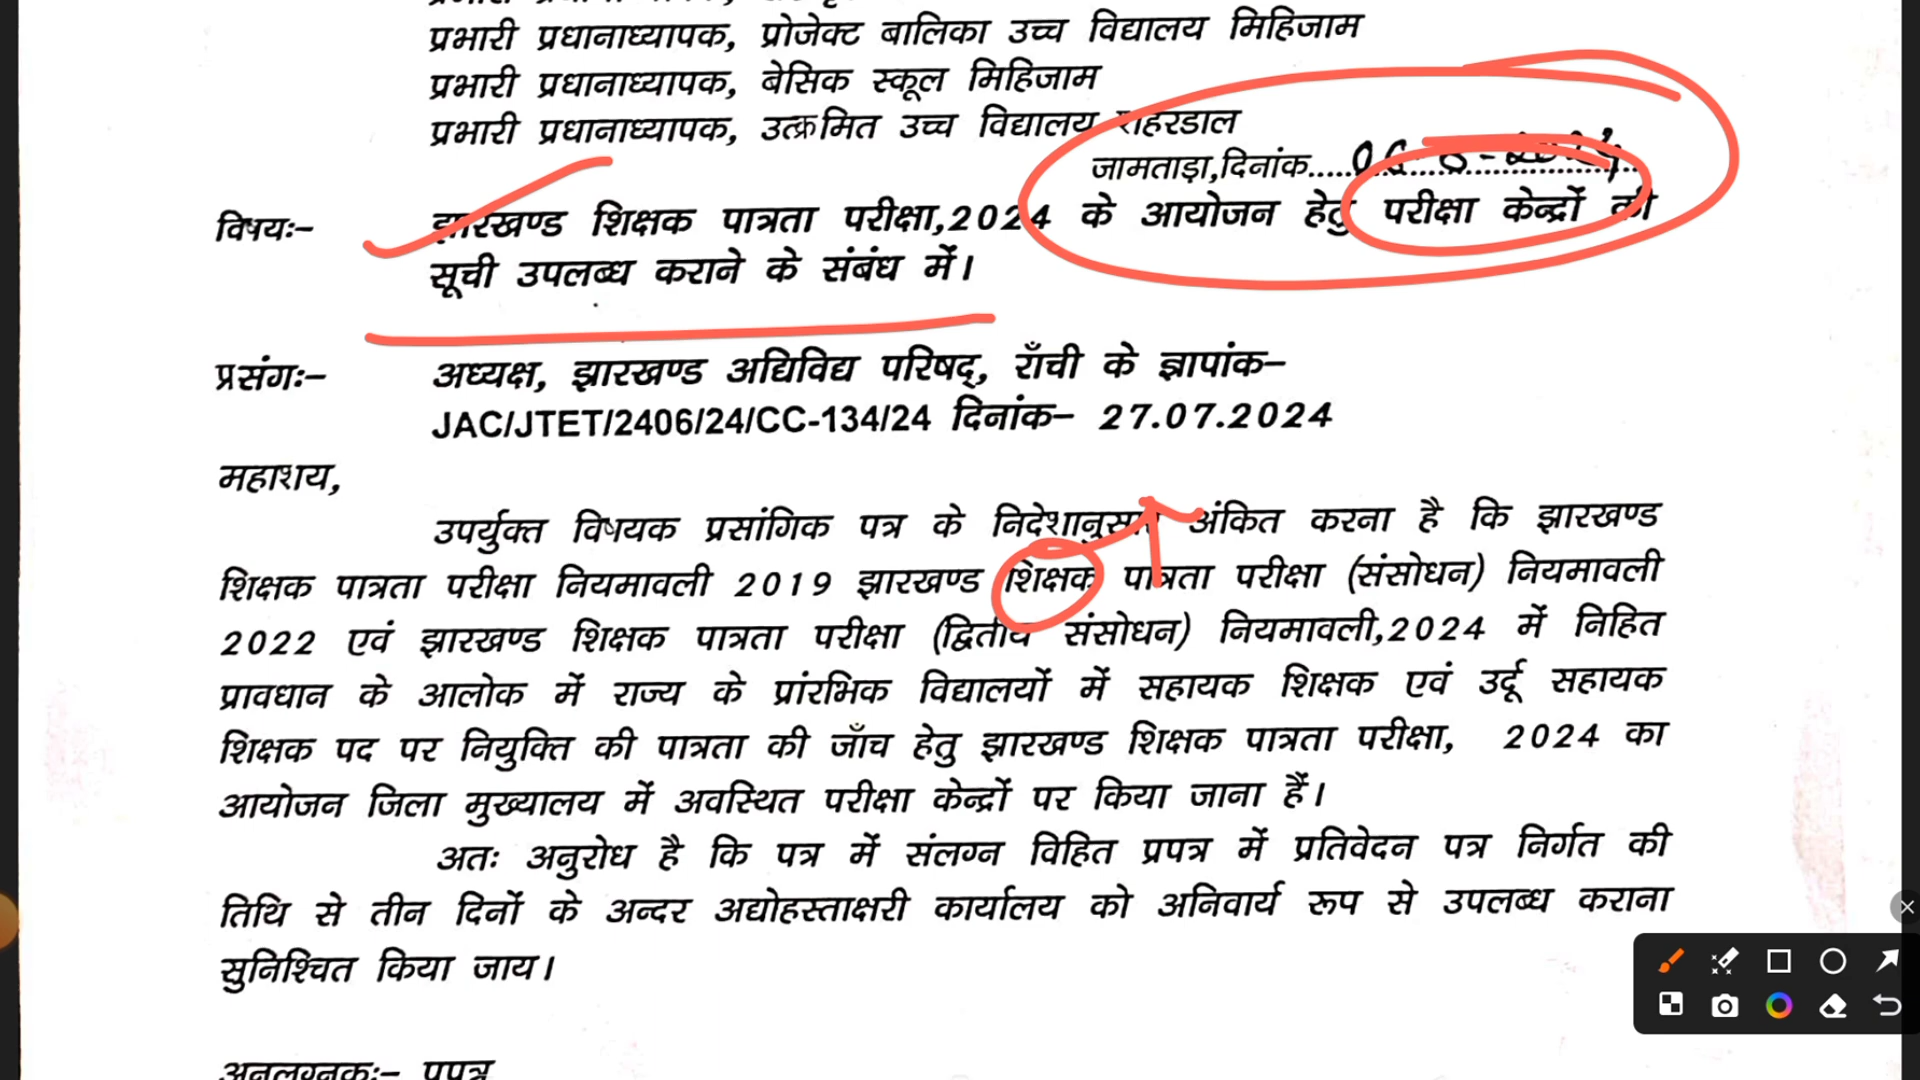 प्रभारी प्रधानाध्यापक, प्रोजेक्ट बालिका उच्च विद्यालय मिहिजाम
प्रभारी प्रधानाध्यापक, बेसिक स्कूल मिहिजाम
प्रभारी प्रधानाध्यापक, उत्क्रमित उच्च विद्यालय
जामताड़ा,दिनांक....
विषयः– झारखण्ड शिक्षक पात्रता परीक्षा,2024 के आयोजन हेतु परीक्षा केन्द्रों की
सूची उपलब्ध कराने के संबंध में।
प्रसंगः– अध्यक्ष, झारखण्ड अद्यिविद्य परिषद्, राँची के ज्ञापांक–
JAC/JTET/2406/24/CC-134/24 दिनांक– 27.07.2024
महाशय,
उपर्युक्त विषयक प्रसांगिक पत्र के निदेशानुसार अंकित करना है कि झारखण्ड
शिक्षक पात्रता परीक्षा नियमावली 2019 झारखण्ड शिक्षक पात्रता परीक्षा (संसोधन) नियमावली
2022 एवं झारखण्ड शिक्षक पात्रता परीक्षा (द्वितीय संसोधन) नियमावली,2024 में निहित
प्रावधान के आलोक में राज्य के प्रांरभिक विद्यालयों में सहायक शिक्षक एवं उर्दू सहायक
शिक्षक पद पर नियुक्ति की पात्रता की जाँच हेतु झारखण्ड शिक्षक पात्रता परीक्षा, 2024 का
आयोजन जिला मुख्यालय में अवस्थित परीक्षा केन्द्रों पर किया जाना हैं।
अतः अनुरोध है कि पत्र में संलग्न विहित प्रपत्र में प्रतिवेदन पत्र निर्गत की
तिथि से तीन दिनों के अन्दर अद्योहस्ताक्षरी कार्यालय को अनिवार्य रूप से उपलब्ध कराना
सुनिश्चित किया जाय।